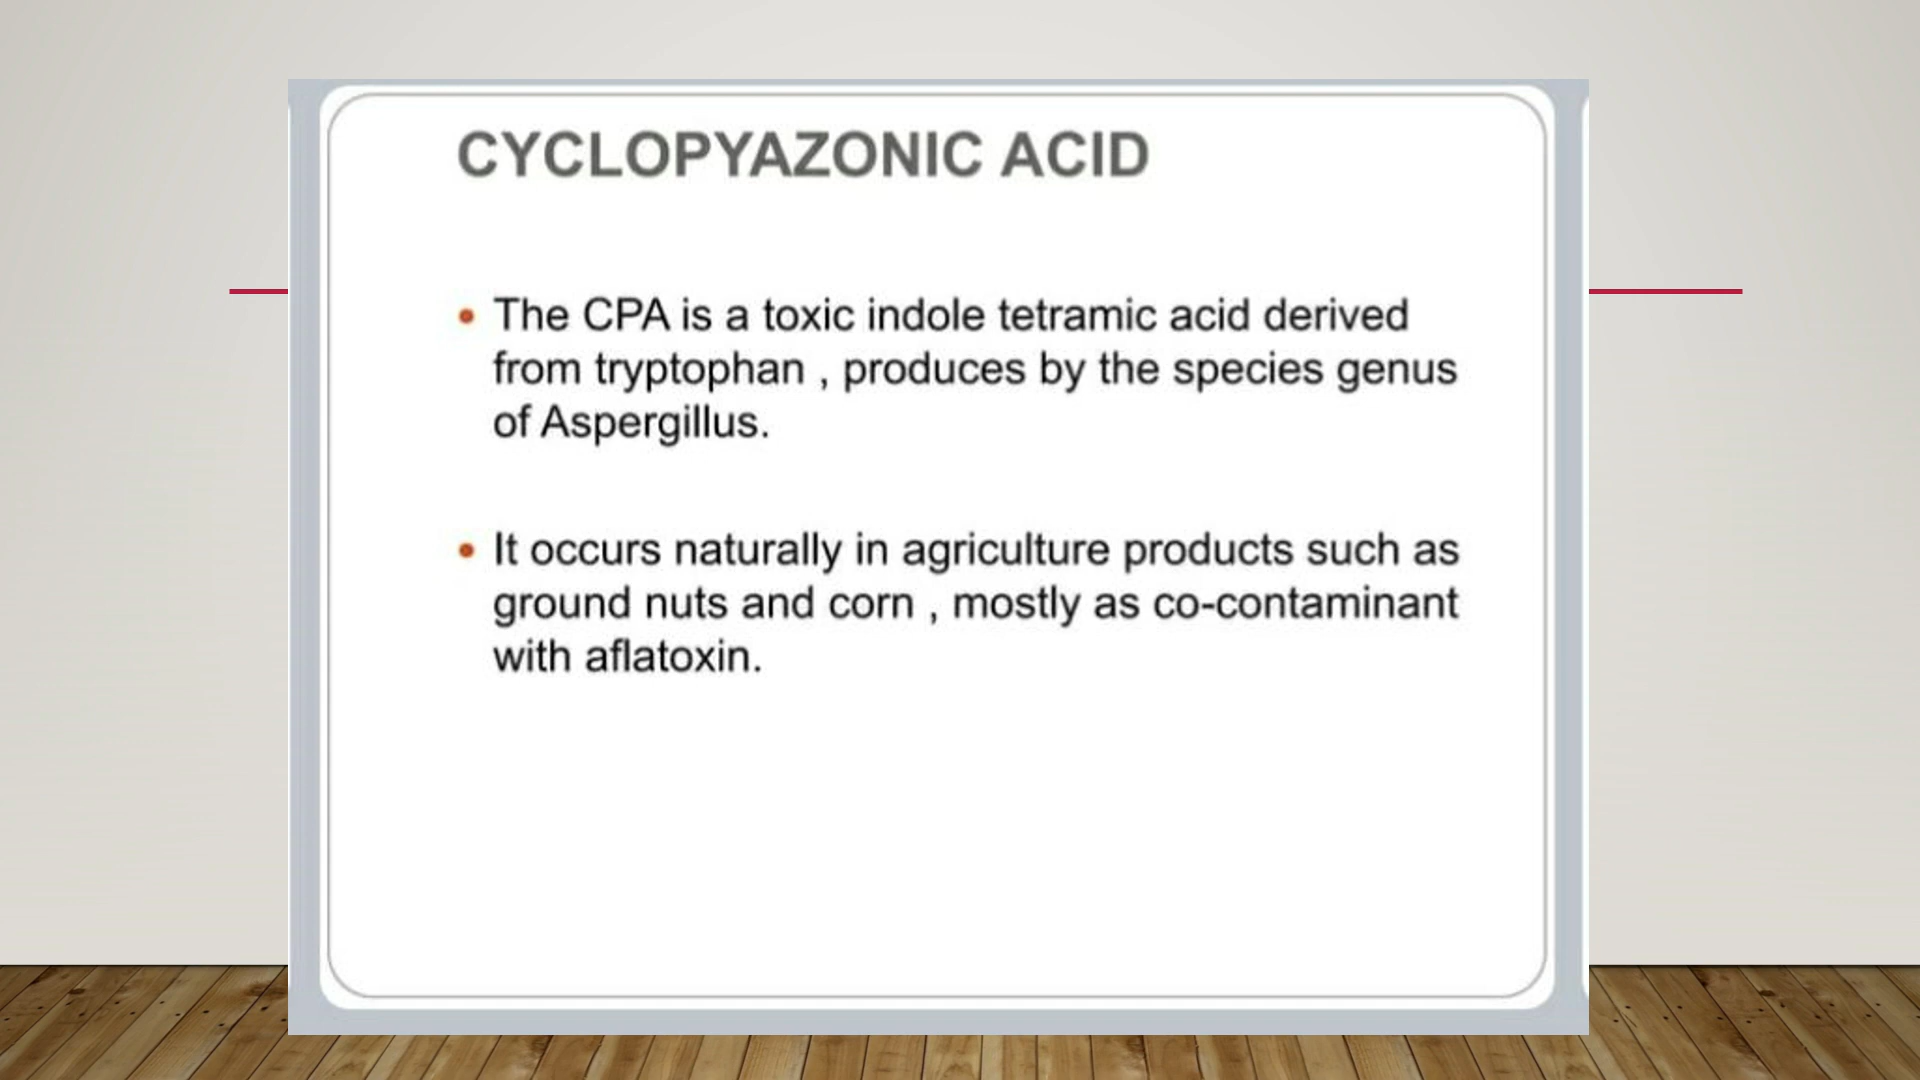 CYCLOPYAZONIC ACID
• The CPA is a toxic indole tetramic acid derived
from tryptophan , produces by the species genus
of Aspergillus.
• It occurs naturally in agriculture products such as
ground nuts and corn , mostly as co-contaminant
with aflatoxin.